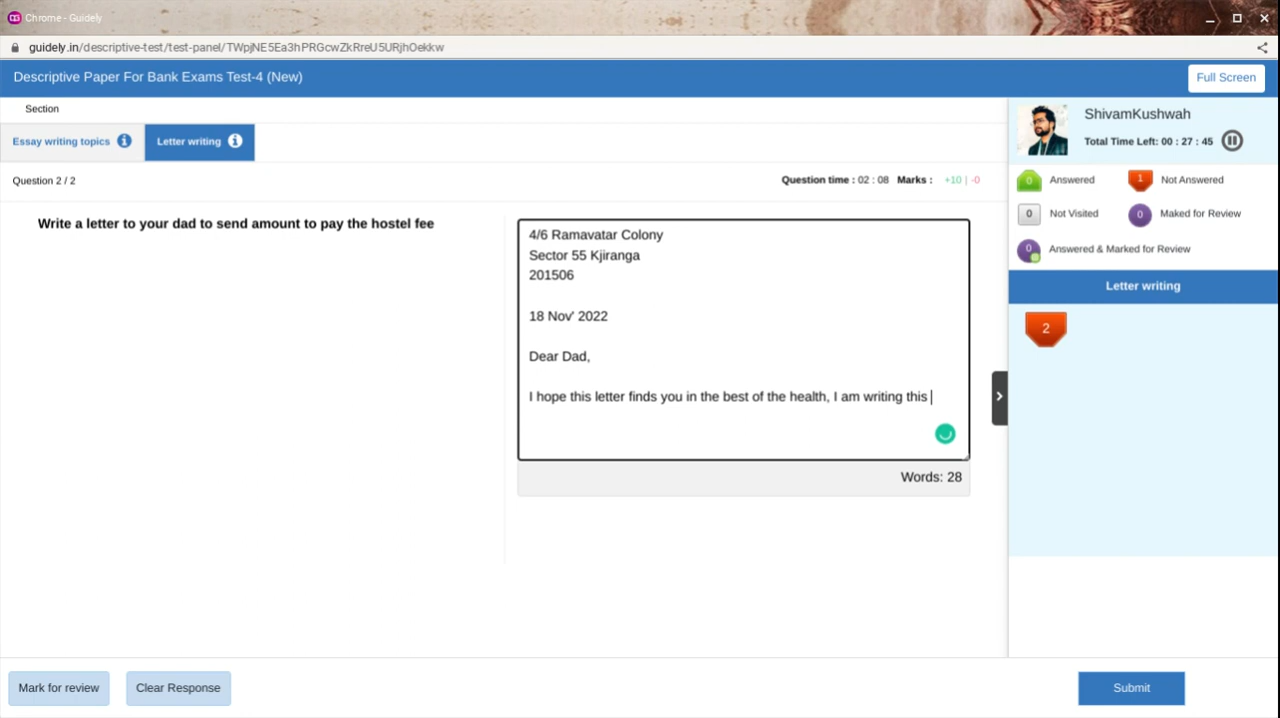 Chrome - Guidely
guidely.in/descriptive-test/test-panel/TWpjNE5Ea3hPRGcwZkRreU5URjhOekkw
Descriptive Paper For Bank Exams Test-4 (New)
Full Screen
Section
Essay writing topics i
Letter writing i
Question 2 / 2
Question time : 02 : 08 Marks : +10 | -0
Write a letter to your dad to send amount to pay the hostel fee
4/6 Ramavatar Colony
Sector 55 Kjiranga
201506
18 Nov' 2022
Dear Dad,
I hope this letter finds you in the best of the health, I am writing this
Words: 28
ShivamKushwah
Total Time Left: 00 : 27 : 45
0 Answered
1 Not Answered
0 Not Visited
0 Maked for Review
0 Answered & Marked for Review
Letter writing
2
Mark for review
Clear Response
Submit